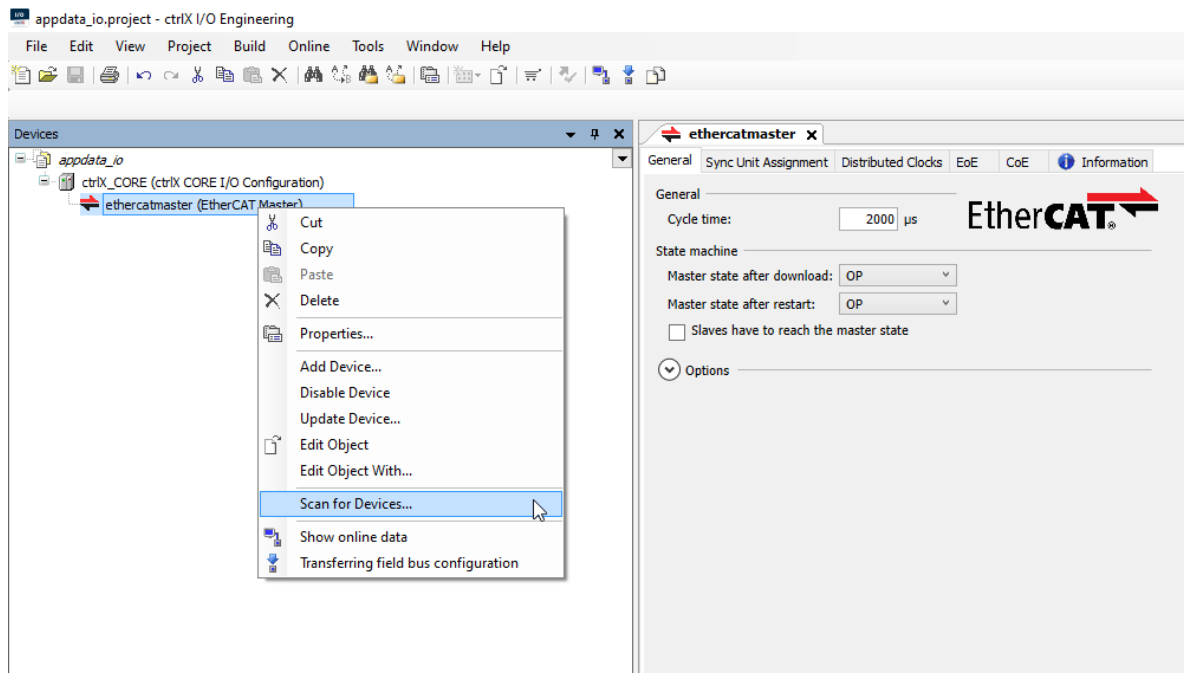 appdata_io.project - ctrlX I/O Engineering
File Edit View Project Build Online Tools Window Help
Devices
appdata_io
ctrlX_CORE (ctrlX CORE I/O Configuration)
ethercatmaster (EtherCAT Master)
Cut
Copy
Paste
Delete
Properties...
Add Device...
Disable Device
Update Device...
Edit Object
Edit Object With...
Scan for Devices...
Show online data
Transferring field bus configuration
ethercatmaster
General Sync Unit Assignment Distributed Clocks EoE CoE Information
General
Cycle time: 2000 µs
EtherCAT®
State machine
Master state after download: OP
Master state after restart: OP
Slaves have to reach the master state
Options